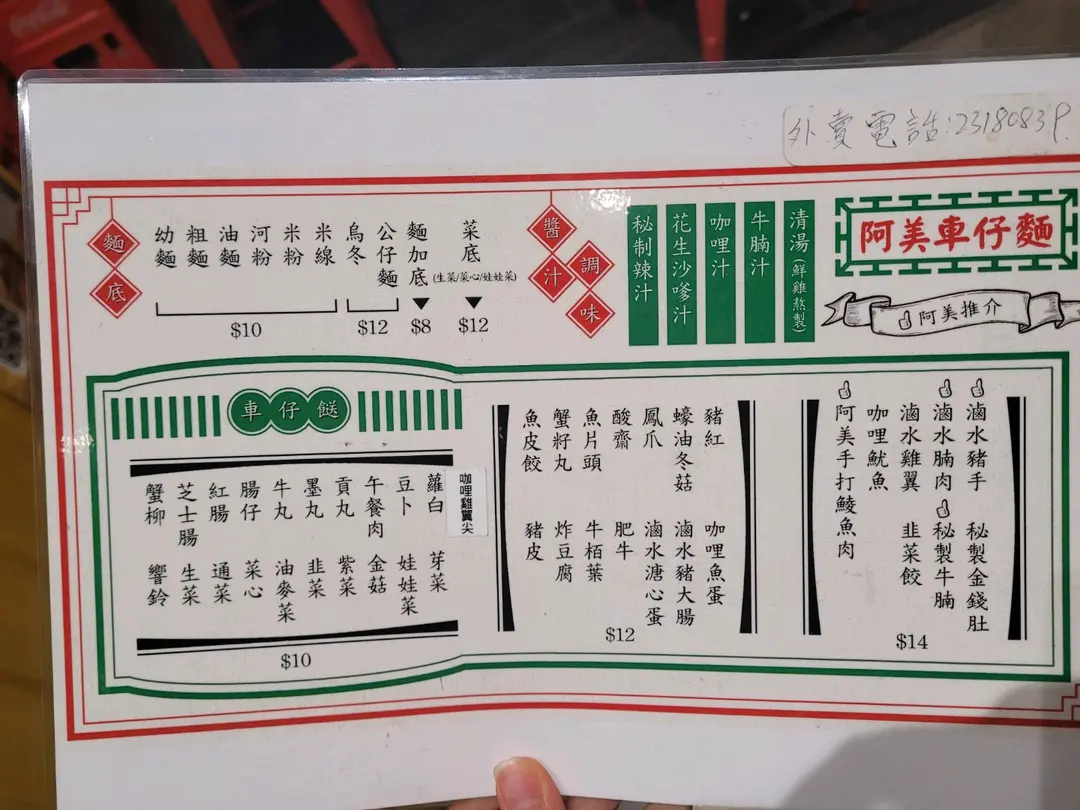 外賣電話:23180839
阿美車仔麵
阿美推介
清湯(鮮雞熬製)
牛腩汁
咖哩汁
花生沙嗲汁
秘制辣汁
醬汁調味
菜底
(生菜/菜心/娃娃菜)
$12
麵加底
$8
公仔麵
烏冬
$12
米線
米粉
河粉
油麵
粗麵
幼麵
$10
麵底
滷水豬手
秘製金錢肚
滷水腩肉
秘製牛腩
滷水雞翼
韭菜餃
咖哩魷魚
阿美手打鯪魚肉
$14
豬紅
咖哩魚蛋
蠔油冬菇
滷水豬大腸
鳳爪
滷水溏心蛋
酸齋
肥牛
魚片頭
牛栢葉
蟹籽丸
炸豆腐
魚皮餃
豬皮
$12
車仔餸
咖哩雞翼尖
蘿白
芽菜
豆卜
娃娃菜
午餐肉
金菇
貢丸
紫菜
墨丸
韭菜
牛丸
油麥菜
腸仔
菜心
紅腸
通菜
芝士腸
生菜
蟹柳
響鈴
$10